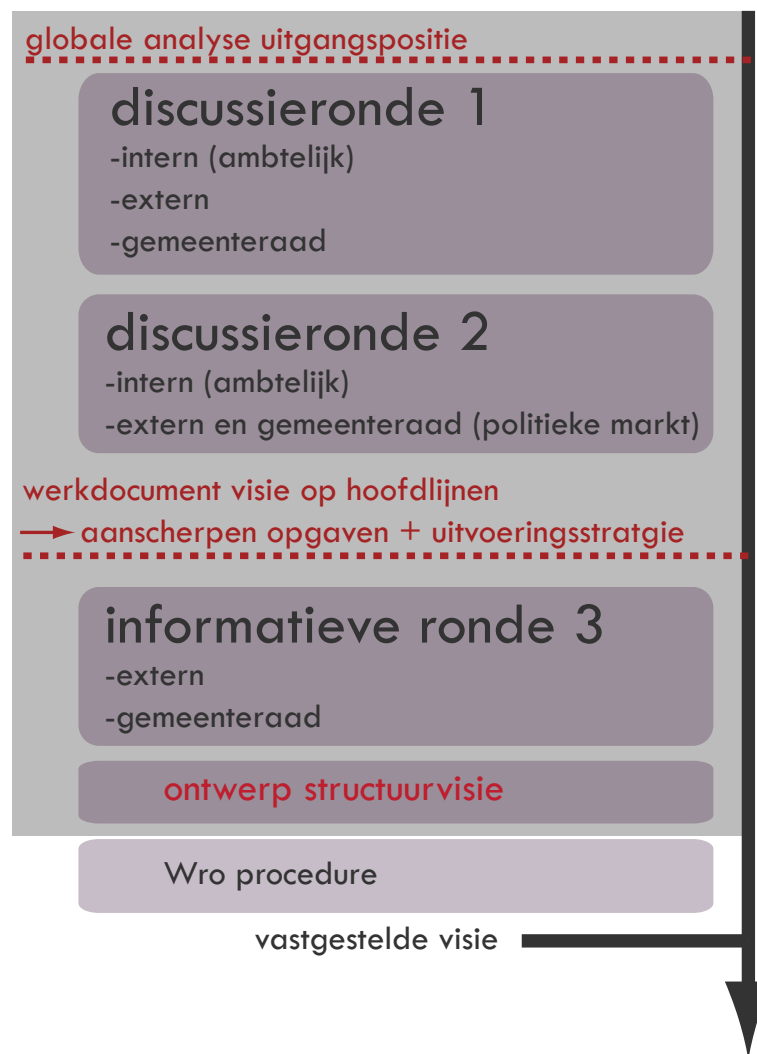 globale analyse uitgangspositie
discussieronde 1
-intern (ambtelijk)
-extern
-gemeenteraad
discussieronde 2
-intern (ambtelijk)
-extern en gemeenteraad (politieke markt)
werkdocument visie op hoofdlijnen
aanscherpen opgaven + uitvoeringsstratgie
informatieve ronde 3
-extern
-gemeenteraad
ontwerp structuurvisie
Wro procedure
vastgestelde visie